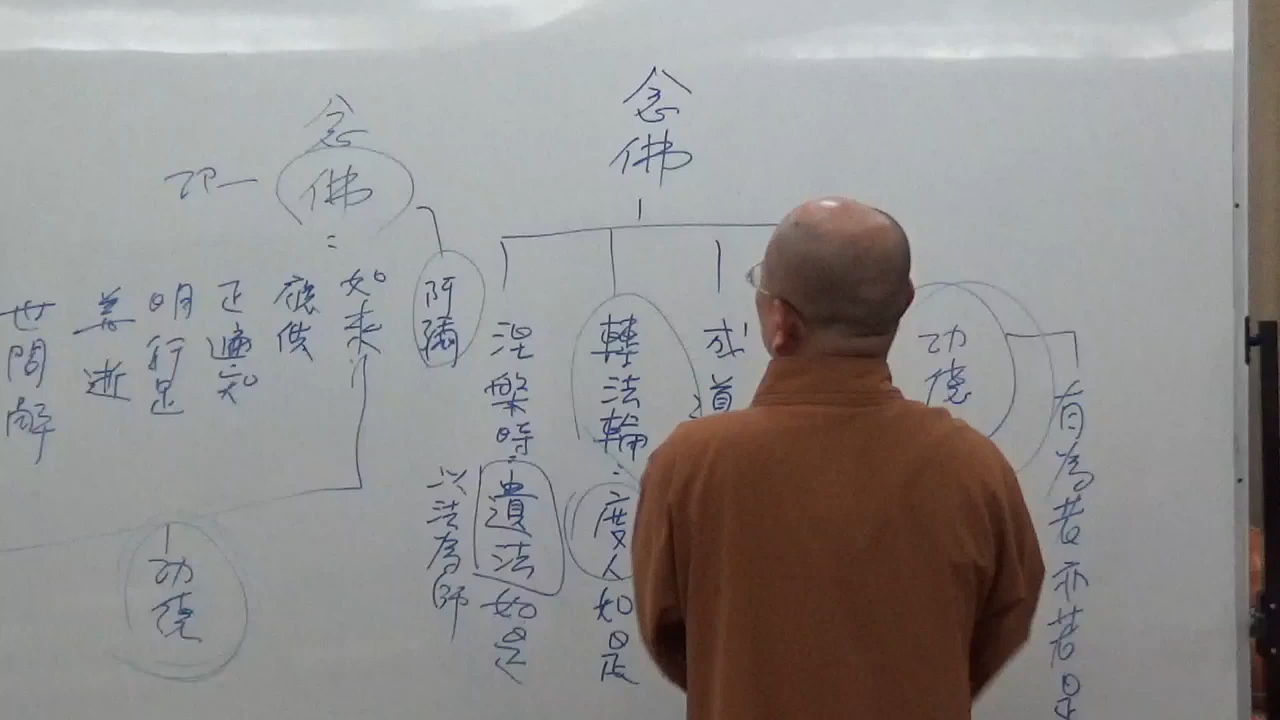 念佛
功德
有為者亦若是
成道
轉法輪:度人如是
涅槃時:遺法如是
以法為師
念佛
阿彌
如來
應供
正遍知
明行足
善逝
世間解
功德